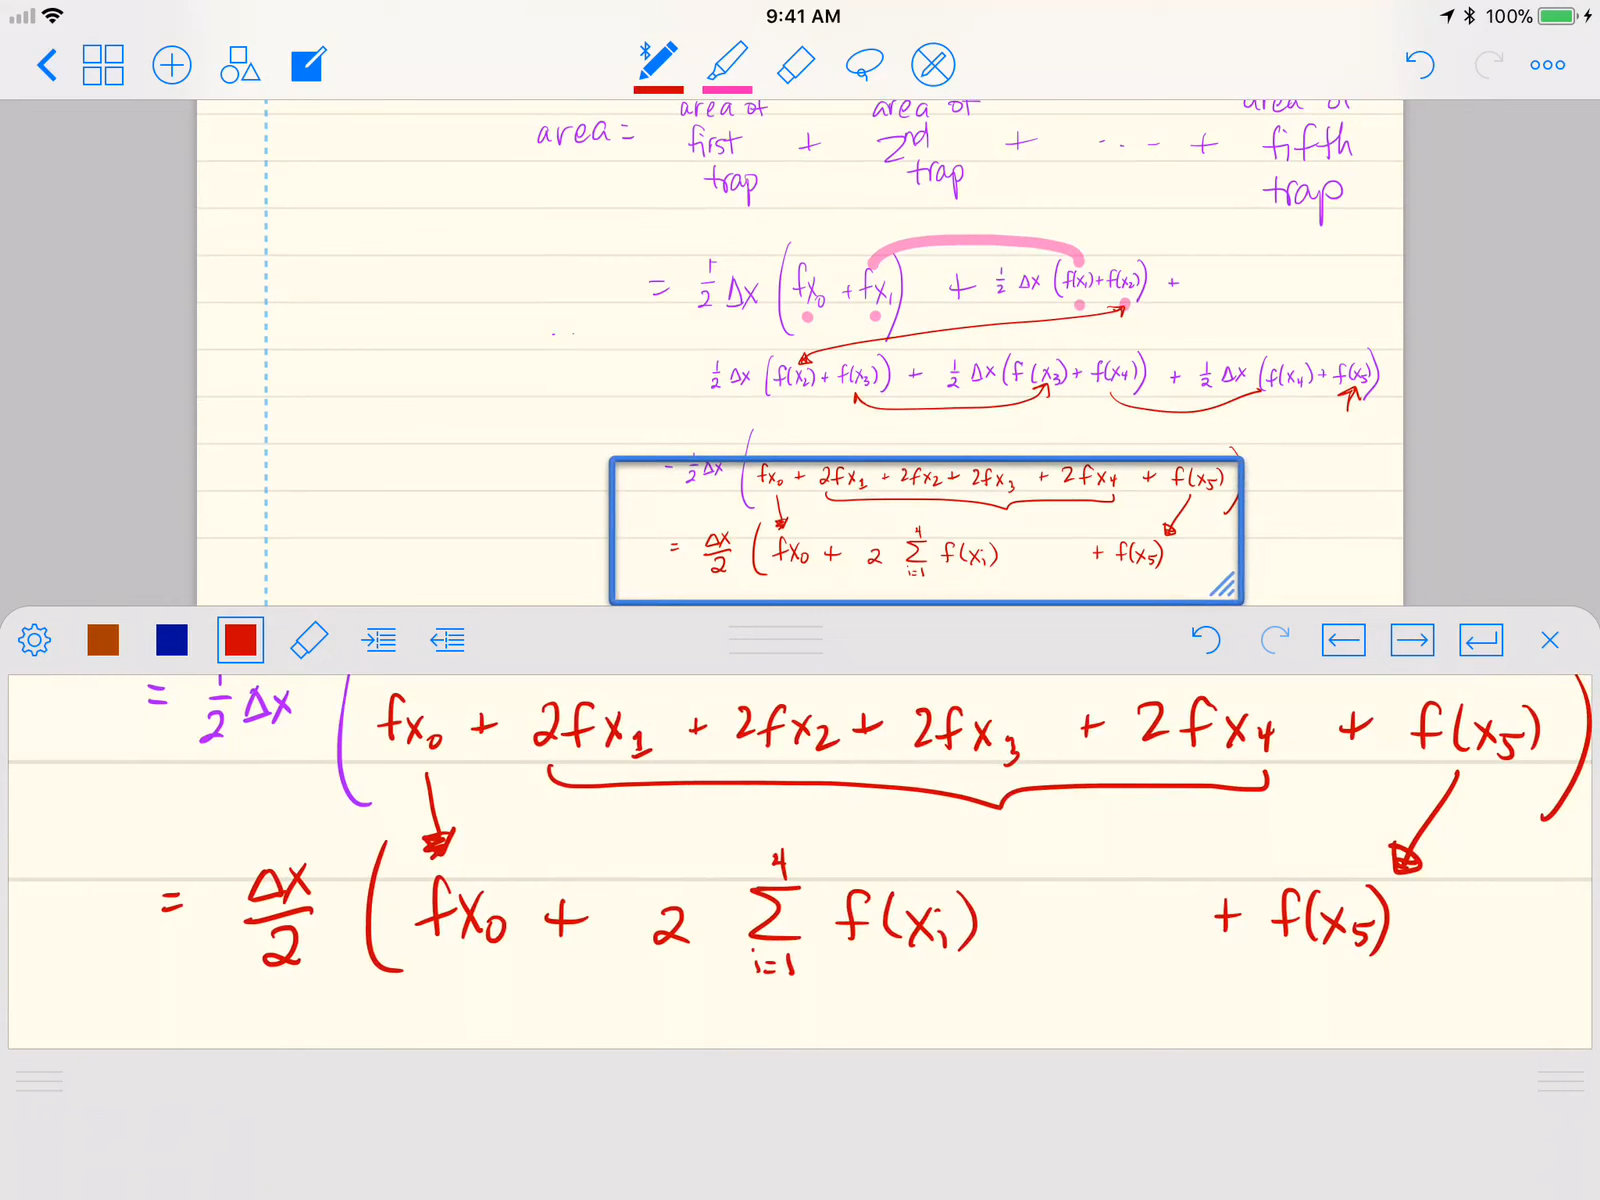 9:41 AM
100%
area = area of first trap + area of 2nd trap + ... + area of fifth trap
= 1/2 Δx (fx₀ + fx₁) + 1/2 Δx (f(x₁) + f(x₂)) +
1/2 Δx (f(x₂) + f(x₃)) + 1/2 Δx (f(x₃) + f(x₄)) + 1/2 Δx (f(x₄) + f(x₅))
= 1/2 Δx (fx₀ + 2fx₁ + 2fx₂ + 2fx₃ + 2fx₄ + f(x₅))
= Δx/2 (fx₀ + 2 4 Σ i=1 f(xᵢ) + f(x₅)
= 1/2 Δx (fx₀ + 2fx₁ + 2fx₂ + 2fx₃ + 2fx₄ + f(x₅))
= Δx/2 (fx₀ + 2 4 Σ i=1 f(xᵢ) + f(x₅)